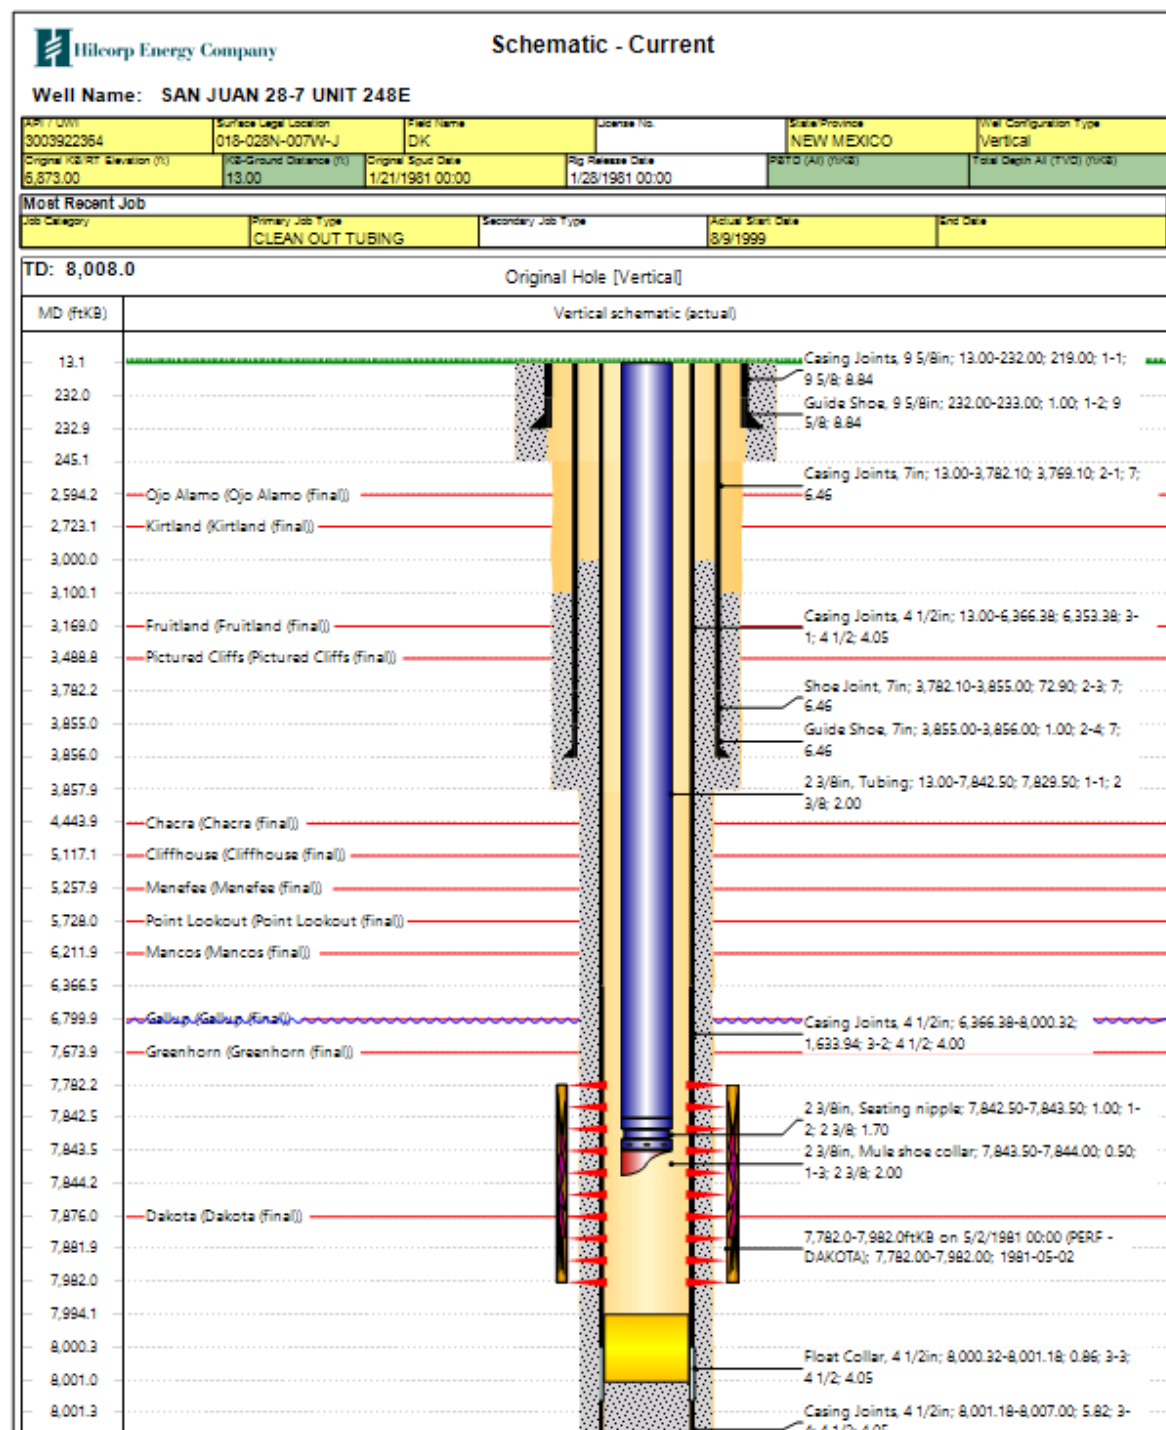 Hilcorp Energy Company
Schematic - Current
Well Name: SAN JUAN 28-7 UNIT 248E
API / UWI Surface Legal Location Field Name License No. State/Province Well Configuration Type
3003922364 018-028N-007W-J DK NEW MEXICO Vertical
Original KB/RT Elevation (ft) KB-Ground Distance (ft) Original Spud Date Rig Release Date PBTD (All) (ftKB) Total Depth All (TVD) (ftKB)
6,873.00 13.00 1/21/1981 00:00 1/28/1981 00:00
Most Recent Job
Job Category Primary Job Type Secondary Job Type Actual Start Date End Date
CLEAN OUT TUBING 8/9/1999
TD: 8,008.0
Original Hole [Vertical]
MD (ftKB) Vertical schematic (actual)
13.1
Casing Joints, 9 5/8in; 13.00-232.00; 219.00; 1-1;
9 5/8; 8.84
232.0
Guide Shoe, 9 5/8in; 232.00-233.00; 1.00; 1-2; 9
5/8; 8.84
232.9
245.1
Casing Joints, 7in; 13.00-3,782.10; 3,769.10; 2-1; 7;
6.46
2,594.2 Ojo Alamo (Ojo Alamo (final))
2,723.1 Kirtland (Kirtland (final))
3,000.0
3,100.1
Casing Joints, 4 1/2in; 13.00-6,366.38; 6,353.38; 3-
1; 4 1/2; 4.05
3,169.0 Fruitland (Fruitland (final))
3,488.8 Pictured Cliffs (Pictured Cliffs (final))
3,782.2
Shoe Joint, 7in; 3,782.10-3,855.00; 72.90; 2-3; 7;
6.46
3,855.0
Guide Shoe, 7in; 3,855.00-3,856.00; 1.00; 2-4; 7;
6.46
3,856.0
3,857.9
2 3/8in, Tubing; 13.00-7,842.50; 7,829.50; 1-1; 2
3/8; 2.00
4,443.9 Chacra (Chacra (final))
5,117.1 Cliffhouse (Cliffhouse (final))
5,257.9 Menefee (Menefee (final))
5,728.0 Point Lookout (Point Lookout (final))
6,211.9 Mancos (Mancos (final))
6,366.5
6,799.9 Gallup (Gallup (final))
Casing Joints, 4 1/2in; 6,366.38-8,000.32;
1,633.94; 3-2; 4 1/2; 4.00
7,673.9 Greenhorn (Greenhorn (final))
7,782.2
7,842.5
2 3/8in, Seating nipple; 7,842.50-7,843.50; 1.00; 1-
2; 2 3/8; 1.70
7,843.5
2 3/8in, Mule shoe collar; 7,843.50-7,844.00; 0.50;
1-3; 2 3/8; 2.00
7,844.2
7,876.0 Dakota (Dakota (final))
7,881.9
7,782.0-7,982.0ftKB on 5/2/1981 00:00 (PERF -
DAKOTA); 7,782.00-7,982.00; 1981-05-02
7,982.0
7,994.1
8,000.3
Float Collar, 4 1/2in; 8,000.32-8,001.18; 0.86; 3-3;
4 1/2; 4.05
8,001.0
8,001.3
Casing Joints, 4 1/2in; 8,001.18-8,007.00; 5.82; 3-